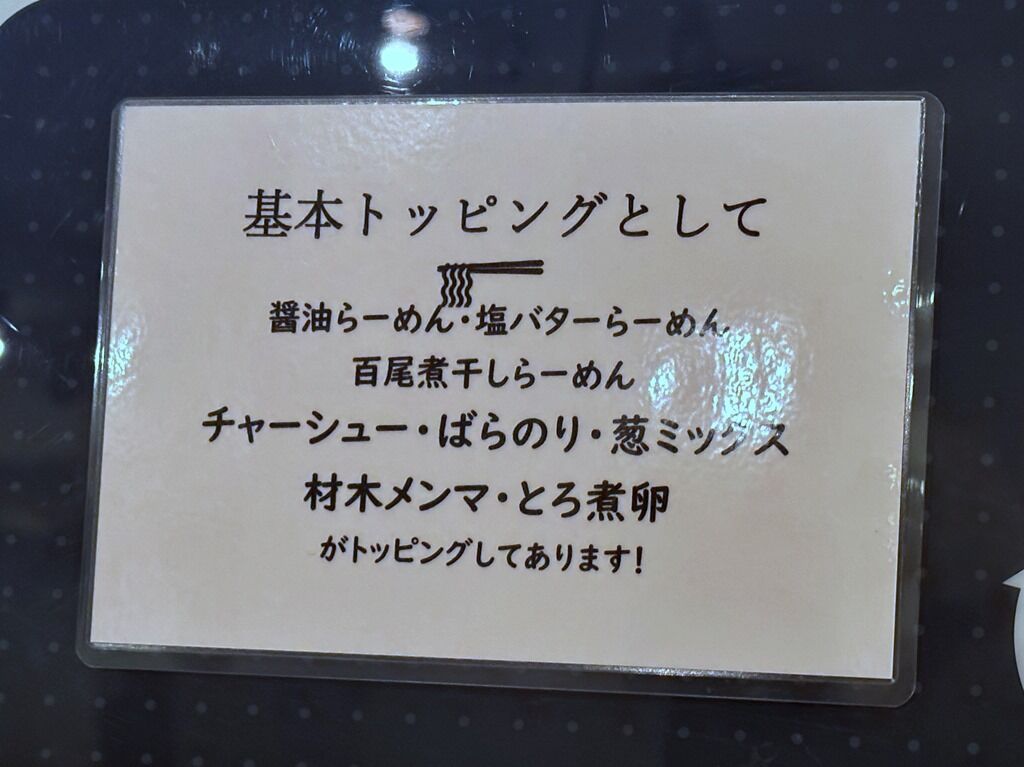 基本トッピングとして
醤油らーめん・塩バターらーめん
百尾煮干しらーめん
チャーシュー・ばらのり・葱ミックス
材木メンマ・とろ煮卵
がトッピングしてあります!